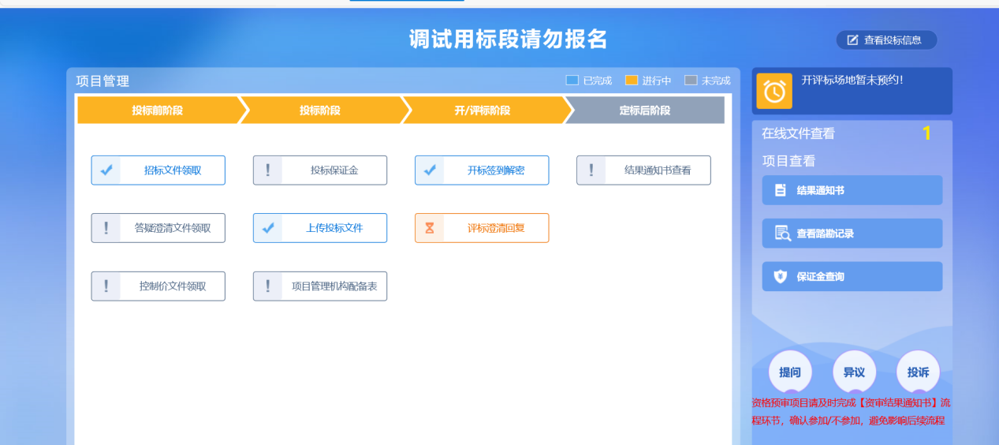 调试用标段请勿报名
查看投标信息
项目管理
已完成 进行中 未完成
投标前阶段 投标阶段 开/评标阶段 定标后阶段
招标文件领取 投标保证金 开标签到解密 结果通知书查看
答疑澄清文件领取 上传投标文件 评标澄清回复
控制价文件领取 项目管理机构配备表
开评标场地暂未预约!
在线文件查看 1
项目查看
结果通知书
查看踏勘记录
保证金查询
提问 异议 投诉
资格预审项目请及时完成【资审结果通知书】流
程环节，确认参加/不参加，避免影响后续流程